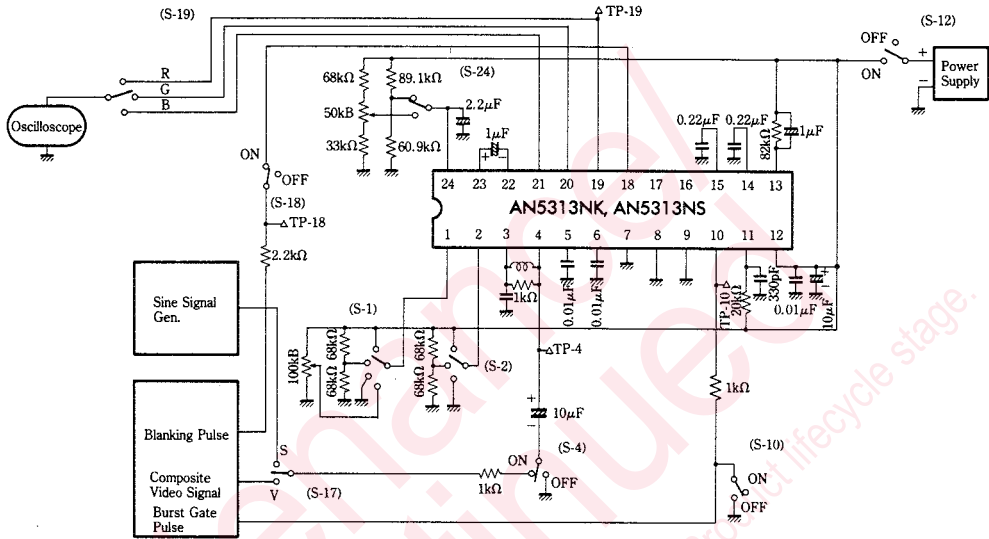 (S-19)
TP-19
(S-12)
OFF
ON
+
−
Power
Supply
R
G
B
Oscilloscope
68kΩ
89.1kΩ
(S-24)
50kB
2.2μF
33kΩ
60.9kΩ
1μF
+ −
0.22μF
0.22μF
82kΩ
1μF
ON
OFF
(S-18)
TP-18
2.2kΩ
24 23 22 21 20 19 18 17 16 15 14 13
AN5313NK, AN5313NS
1 2 3 4 5 6 7 8 9 10 11 12
1kΩ
0.01μF
0.01μF
TP-10
20kΩ
330pF
0.01μF
+
10μF
Sine Signal
Gen.
(S-1)
100kB
68kΩ
68kΩ
68kΩ
68kΩ
(S-2)
TP-4
+
10μF
−
1kΩ
Blanking Pulse
Composite
Video Signal
Burst Gate
Pulse
S
V
(S-17)
1kΩ
ON
(S-4)
OFF
(S-10)
ON
OFF
enance/
tinued
oduct lifecycle stage.